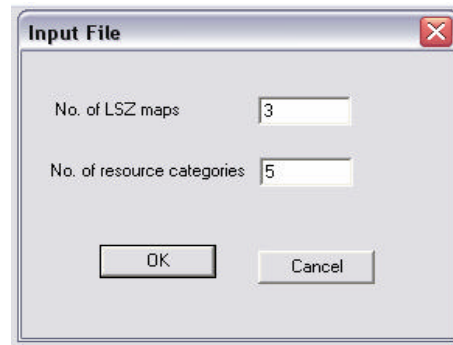 Input File
No. of LSZ maps 3
No. of resource categories 5
OK Cancel